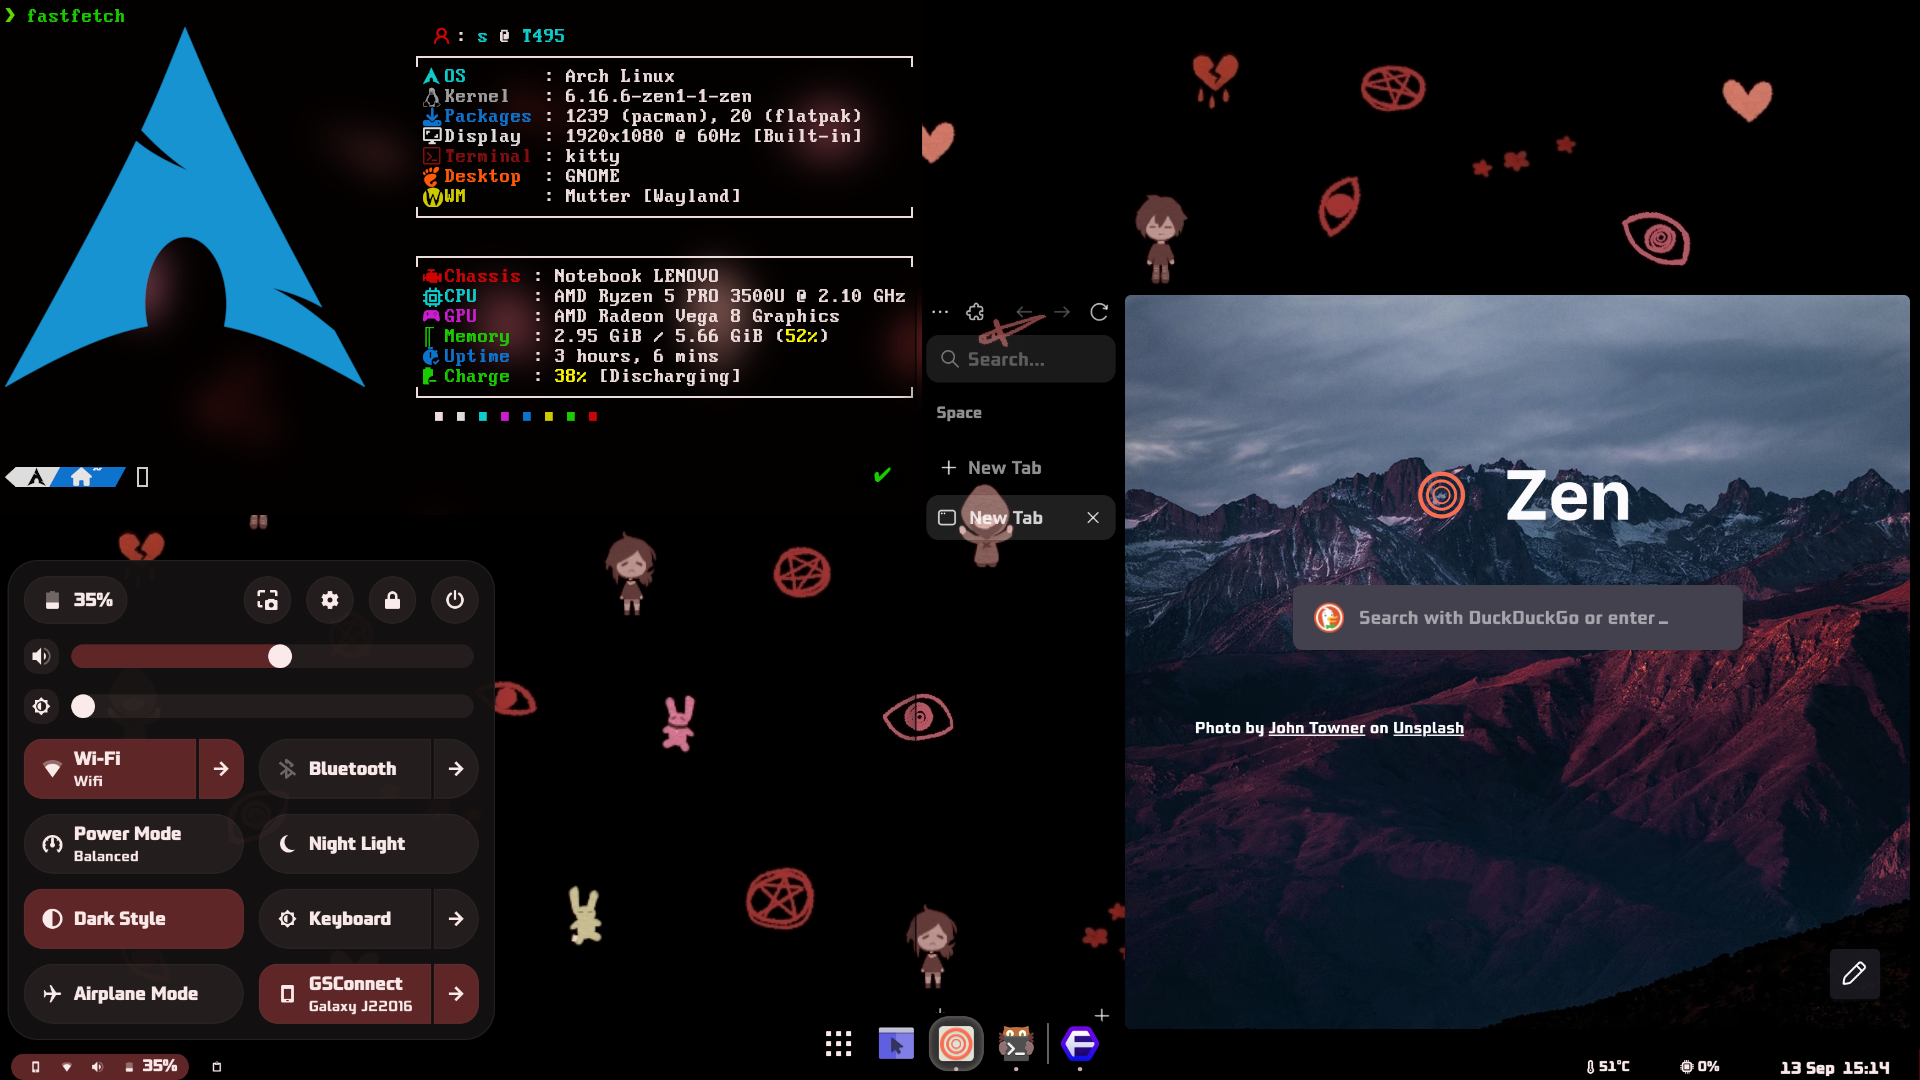 ❯ fastfetch
: s @ T495
OS : Arch Linux
Kernel : 6.16.6-zen1-1-zen
Packages : 1239 (pacman), 20 (flatpak)
Display : 1920x1080 @ 60Hz [Built-in]
Terminal : kitty
Desktop : GNOME
WM : Mutter [Wayland]
Chassis : Notebook LENOVO
CPU : AMD Ryzen 5 PRO 3500U @ 2.10 GHz
GPU : AMD Radeon Vega 8 Graphics
Memory : 2.95 GiB / 5.66 GiB (52%)
Uptime : 3 hours, 6 mins
Charge : 38% [Discharging]
Search...
Space
New Tab
New Tab
Zen
Search with DuckDuckGo or enter …
Photo by John Towner on Unsplash
35%
Wi-Fi
Wifi
Bluetooth
Power Mode
Balanced
Night Light
Dark Style
Keyboard
Airplane Mode
GSConnect
Galaxy J22016
35%
51°C
0%
13 Sep 15:14